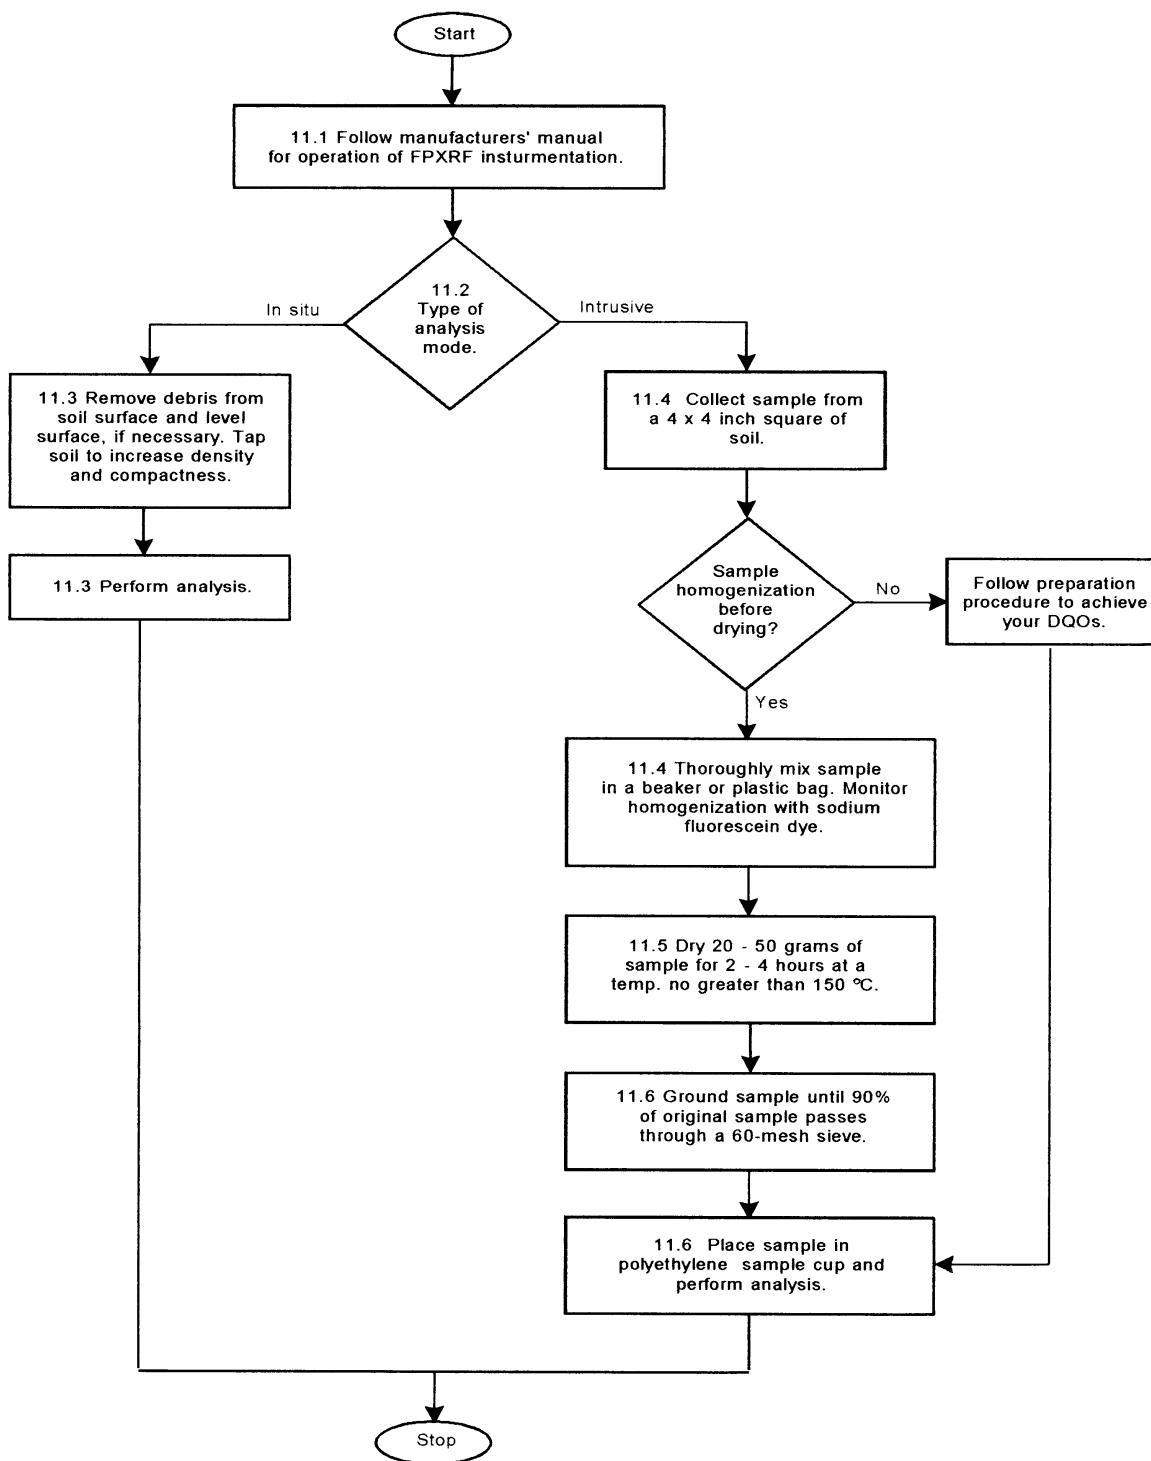 Start
11.1 Follow manufacturers' manual
for operation of FPXRF insturmentation.
11.2
Type of
analysis
mode.
In situ
Intrusive
11.3 Remove debris from
soil surface and level
surface, if necessary. Tap
soil to increase density
and compactness.
11.4 Collect sample from
a 4 x 4 inch square of
soil.
11.3 Perform analysis.
Sample
homogenization
before
drying?
No
Follow preparation
procedure to achieve
your DQOs.
Yes
11.4 Thoroughly mix sample
in a beaker or plastic bag. Monitor
homogenization with sodium
fluorescein dye.
11.5 Dry 20 - 50 grams of
sample for 2 - 4 hours at a
temp. no greater than 150 °C.
11.6 Ground sample until 90%
of original sample passes
through a 60-mesh sieve.
11.6 Place sample in
polyethylene sample cup and
perform analysis.
Stop